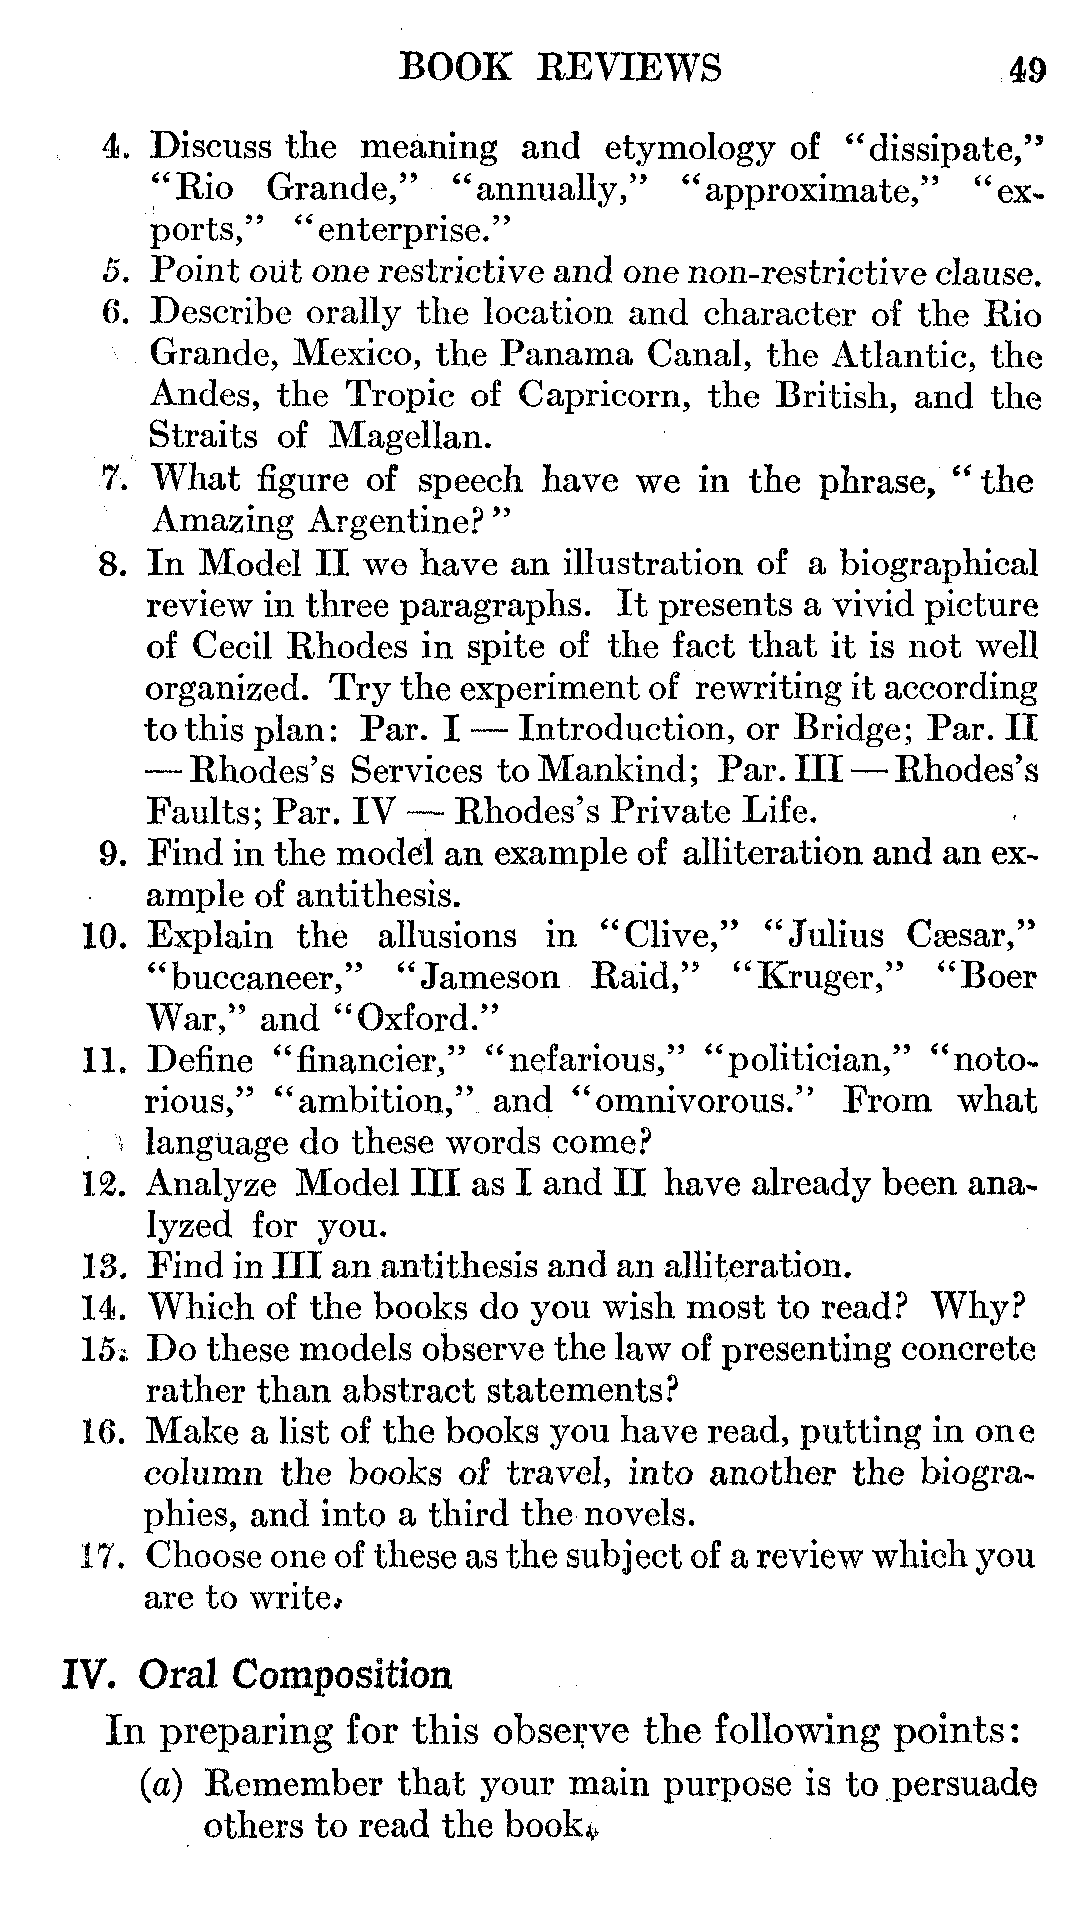 BOOK REVIEWS 49
4. Discuss the meaning and etymology of “dissipate,”
“Rio Grande,” “annually,” “approximate,” “ex-
ports,” “enterprise.”
5. Point out one restrictive and one non-restrictive clause.
6. Describe orally the location and character of the Rio
Grande, Mexico, the Panama Canal, the Atlantic, the
Andes, the Tropic of Capricorn, the British, and the
Straits of Magellan.
7. What figure of speech have we in the phrase, “the
Amazing Argentine?”
8. In Model II we have an illustration of a biographical
review in three paragraphs. It presents a vivid picture
of Cecil Rhodes in spite of the fact that it is not well
organized. Try the experiment of rewriting it according
to this plan: Par. I — Introduction, or Bridge; Par. II
— Rhodes's Services to Mankind; Par. III — Rhodes's
Faults; Par. IV — Rhodes's Private Life.
9. Find in the model an example of alliteration and an ex-
ample of antithesis.
10. Explain the allusions in “Clive,” “Julius Cæsar,”
“buccaneer,” “Jameson Raid,” “Kruger,” “Boer
War,” and “Oxford.”
11. Define “financier,” “nefarious,” “politician,” “noto-
rious,” “ambition,” and “omnivorous.” From what
language do these words come?
12. Analyze Model III as I and II have already been ana-
lyzed for you.
13. Find in III an antithesis and an alliteration.
14. Which of the books do you wish most to read? Why?
15. Do these models observe the law of presenting concrete
rather than abstract statements?
16. Make a list of the books you have read, putting in one
column the books of travel, into another the biogra-
phies, and into a third the novels.
17. Choose one of these as the subject of a review which you
are to write.
IV. Oral Composition
In preparing for this observe the following points:
(a) Remember that your main purpose is to persuade
others to read the book.